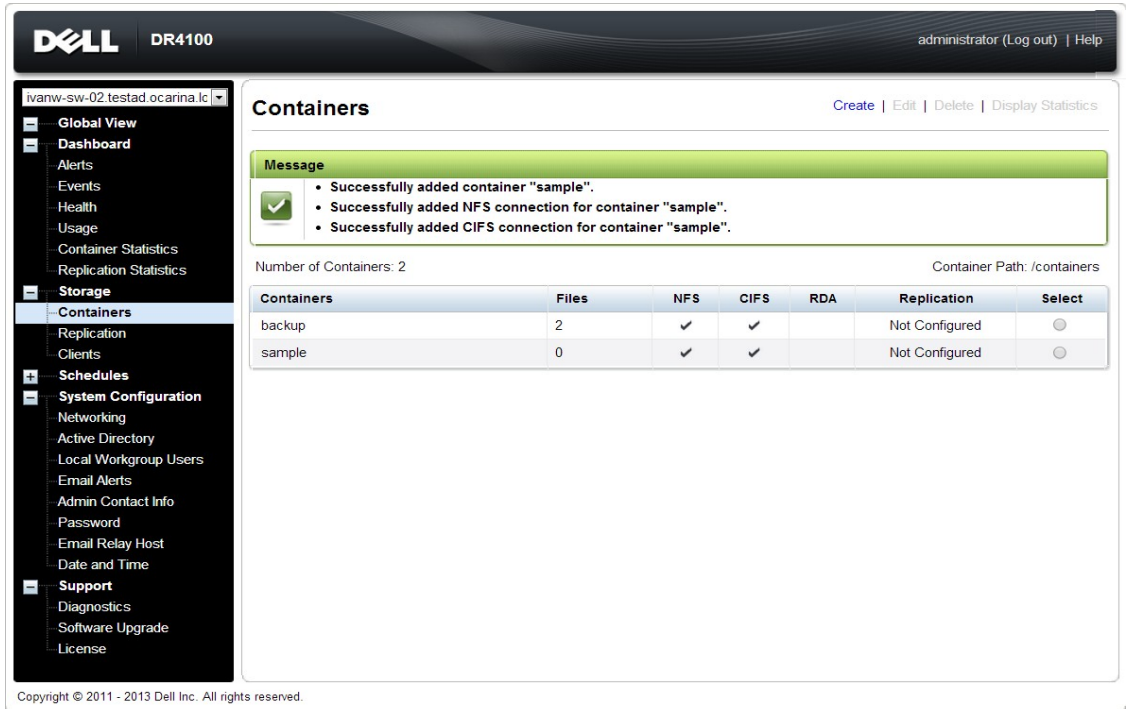 DELL DR4100
administrator (Log out) | Help
ivanw-sw-02.testad.ocarina.lc
Global View
Dashboard
Alerts
Events
Health
Usage
Container Statistics
Replication Statistics
Storage
Containers
Replication
Clients
Schedules
System Configuration
Networking
Active Directory
Local Workgroup Users
Email Alerts
Admin Contact Info
Password
Email Relay Host
Date and Time
Support
Diagnostics
Software Upgrade
License
Containers
Create | Edit | Delete | Display Statistics
Message
• Successfully added container "sample".
• Successfully added NFS connection for container "sample".
• Successfully added CIFS connection for container "sample".
Number of Containers: 2
Container Path: /containers
Containers Files NFS CIFS RDA Replication Select
backup 2 ✔ ✔ Not Configured
sample 0 ✔ ✔ Not Configured
Copyright © 2011 - 2013 Dell Inc. All rights reserved.